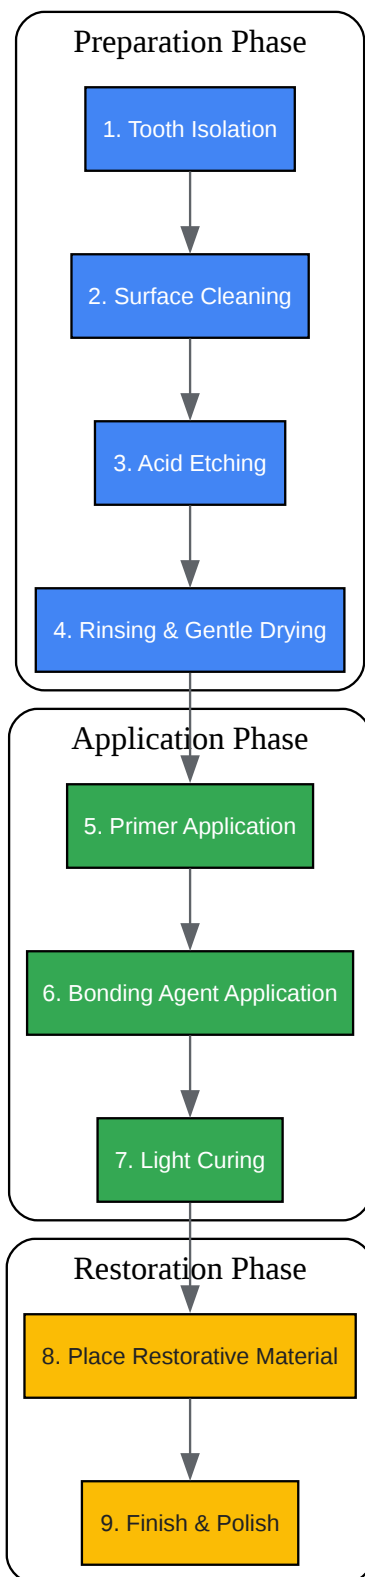 Preparation Phase
1. Tooth Isolation
2. Surface Cleaning
3. Acid Etching
4. Rinsing & Gentle Drying
Application Phase
5. Primer Application
6. Bonding Agent Application
7. Light Curing
Restoration Phase
8. Place Restorative Material
9. Finish & Polish